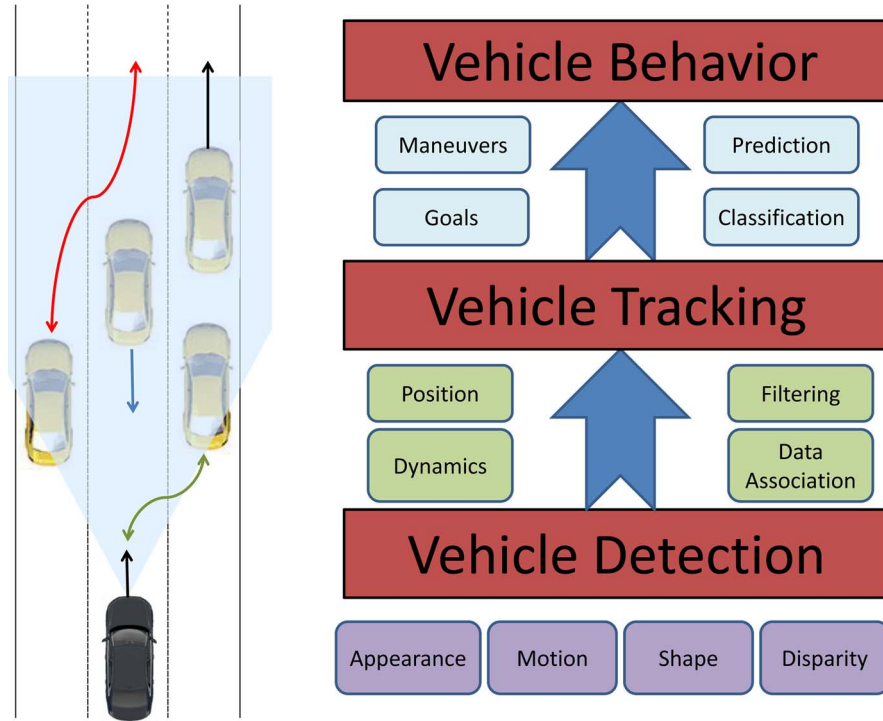 Vehicle Behavior
Maneuvers
Prediction
Goals
Classification
Vehicle Tracking
Position
Filtering
Dynamics
Data
Association
Vehicle Detection
Appearance
Motion
Shape
Disparity